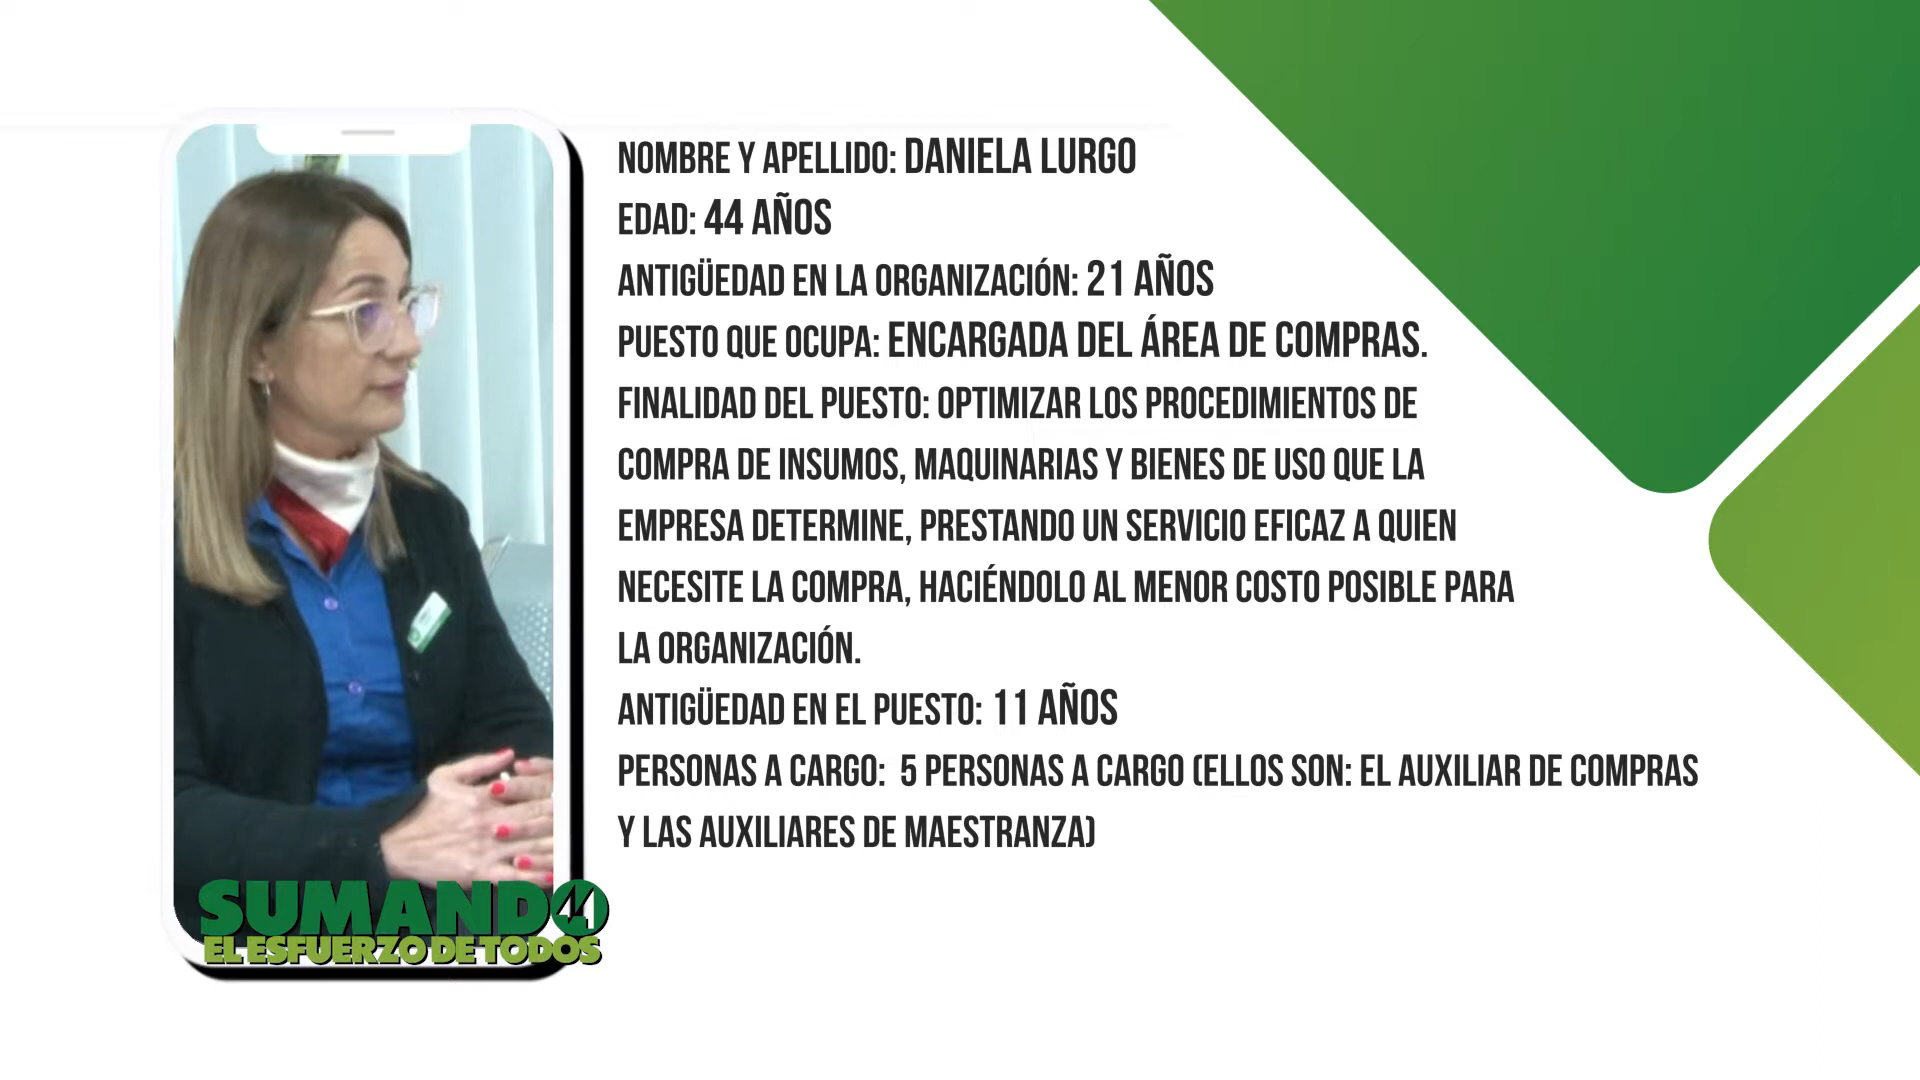 NOMBRE Y APELLIDO: DANIELA LURGO
EDAD: 44 AÑOS
ANTIGÜEDAD EN LA ORGANIZACIÓN: 21 AÑOS
PUESTO QUE OCUPA: ENCARGADA DEL ÁREA DE COMPRAS.
FINALIDAD DEL PUESTO: OPTIMIZAR LOS PROCEDIMIENTOS DE
COMPRA DE INSUMOS, MAQUINARIAS Y BIENES DE USO QUE LA
EMPRESA DETERMINE, PRESTANDO UN SERVICIO EFICAZ A QUIEN
NECESITE LA COMPRA, HACIÉNDOLO AL MENOR COSTO POSIBLE PARA
LA ORGANIZACIÓN.
ANTIGÜEDAD EN EL PUESTO: 11 AÑOS
PERSONAS A CARGO: 5 PERSONAS A CARGO (ELLOS SON: EL AUXILIAR DE COMPRAS
Y LAS AUXILIARES DE MAESTRANZA)
SUMANDO
EL ESFUERZO DE TODOS